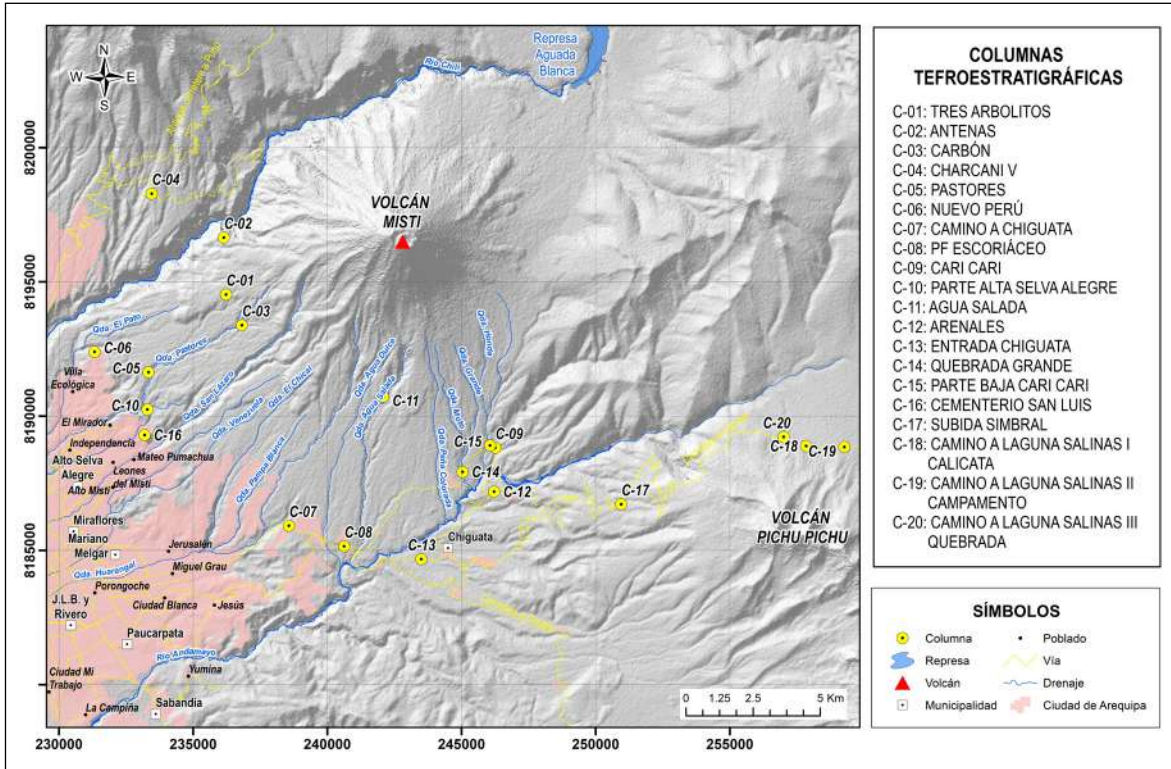 N
W E
S
Represa
Aguada
Blanca
Río Chili
8200000
8195000
8190000
8185000
C-04
C-02
VOLCÁN
MISTI
C-01
C-03
Qda. El Pato
C-06
Qda. Pastores
C-05
Villa
Ecológica
C-10
Qda. San Lázaro
Qda. Venezuela
Qda. El Chical
Qda. Agua Dulce
Qda. Agua Salada
C-11
Qda. Honda
Qda. Grande
El Mirador
C-16
Independencia
Mateo Pumachua
Alto Selva
Alegre
Leones
del Misti
Alto Misti
Qda. Pampa Blanca
C-15
C-09
C-14
Qda. Peña Colorada
C-12
C-20
C-18
C-19
C-17
VOLCÁN
PICHU PICHU
Miraflores
Mariano
Melgar
C-07
C-08
C-13
Chiguata
Jerusalén
Qda. Huarangal
Miguel Grau
Porongoche
Ciudad Blanca
Jesús
J.L.B. y
Rivero
Paucarpata
Río Andamayo
Yumina
Ciudad Mi
Trabajo
Sabandia
La Campiña
0 1.25 2.5 5 Km
230000 235000 240000 245000 250000 255000
COLUMNAS
TEFROESTRATIGRÁFICAS
C-01: TRES ARBOLITOS
C-02: ANTENAS
C-03: CARBÓN
C-04: CHARCANI V
C-05: PASTORES
C-06: NUEVO PERÚ
C-07: CAMINO A CHIGUATA
C-08: PF ESCORIÁCEO
C-09: CARI CARI
C-10: PARTE ALTA SELVA ALEGRE
C-11: AGUA SALADA
C-12: ARENALES
C-13: ENTRADA CHIGUATA
C-14: QUEBRADA GRANDE
C-15: PARTE BAJA CARI CARI
C-16: CEMENTERIO SAN LUIS
C-17: SUBIDA SIMBRAL
C-18: CAMINO A LAGUNA SALINAS I
CALICATA
C-19: CAMINO A LAGUNA SALINAS II
CAMPAMENTO
C-20: CAMINO A LAGUNA SALINAS III
QUEBRADA
SÍMBOLOS
Columna
Poblado
Represa
Vía
Volcán
Drenaje
Municipalidad
Ciudad de Arequipa